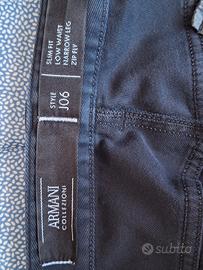 SLIM FIT
LOW WAIST
NARROW LEG
ZIP FLY
STYLE
J06
ARMANI
COLLEZIONI
subito